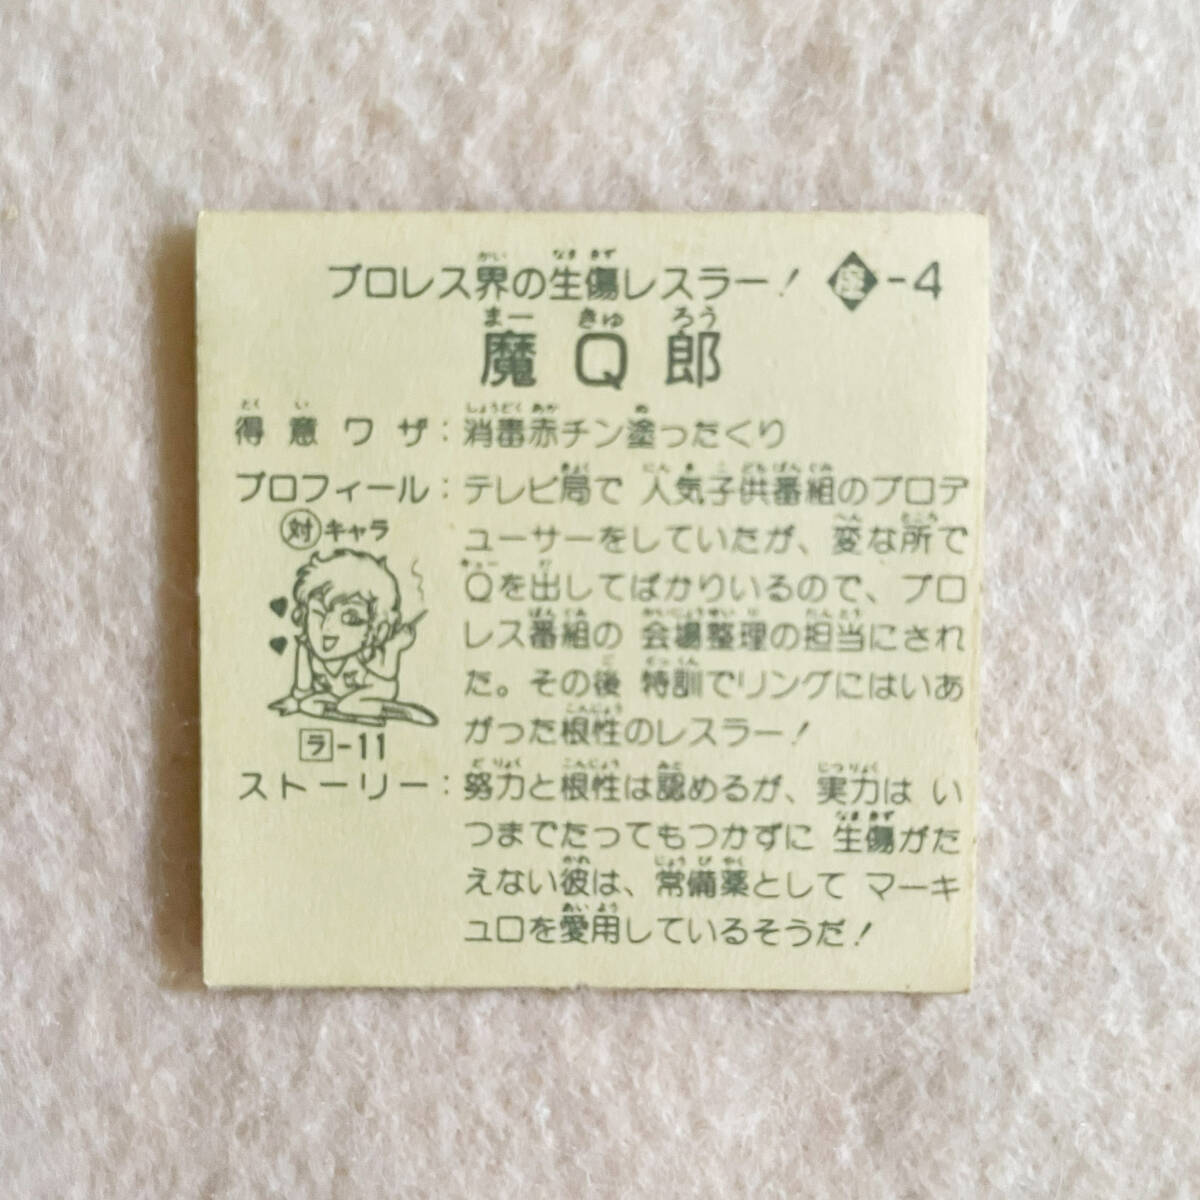 プロレス界の生傷レスラー! 座-4
魔Q郎
得意ワザ:消毒赤チン塗ったくり
プロフィール:テレビ局で 人気子供番組のプロデ
ューサーをしていたが、変な所で
Qを出してばかりいるので、プロ
レス番組の 会場整理の担当にされ
た。その後 特訓でリングにはいあ
がった根性のレスラー!
対キャラ
ラ-11
ストーリー:努力と根性は認めるが、実力は い
つまでたってもつかずに 生傷がた
えない彼は、常備薬として マーキ
ュロを愛用しているそうだ!